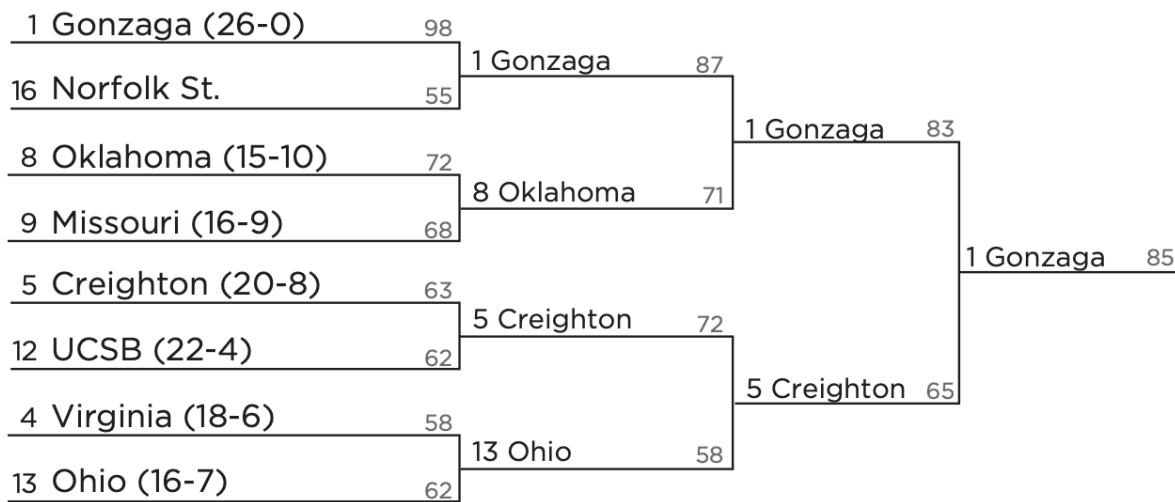 1 Gonzaga (26-0) 98
16 Norfolk St. 55
8 Oklahoma (15-10) 72
9 Missouri (16-9) 68
5 Creighton (20-8) 63
12 UCSB (22-4) 62
4 Virginia (18-6) 58
13 Ohio (16-7) 62
1 Gonzaga 87
8 Oklahoma 71
5 Creighton 72
13 Ohio 58
1 Gonzaga 83
5 Creighton 65
1 Gonzaga 85